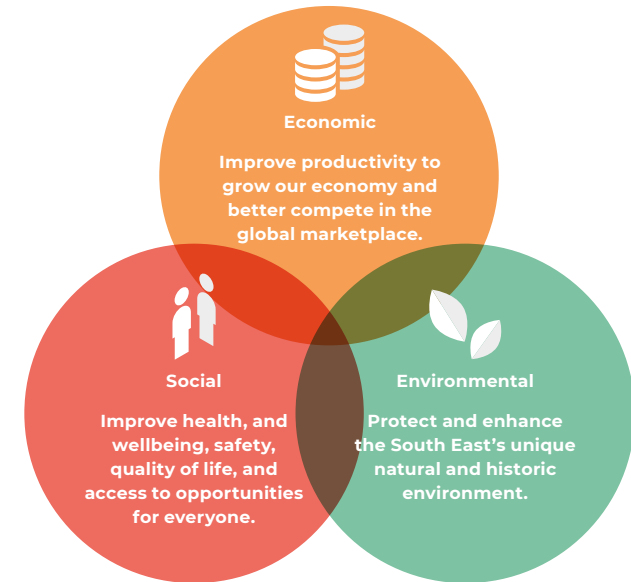 Economic
Improve productivity to
grow our economy and
better compete in the
global marketplace.
Social
Improve health, and
wellbeing, safety,
quality of life, and
access to opportunities
for everyone.
Environmental
Protect and enhance
the South East’s unique
natural and historic
environment.